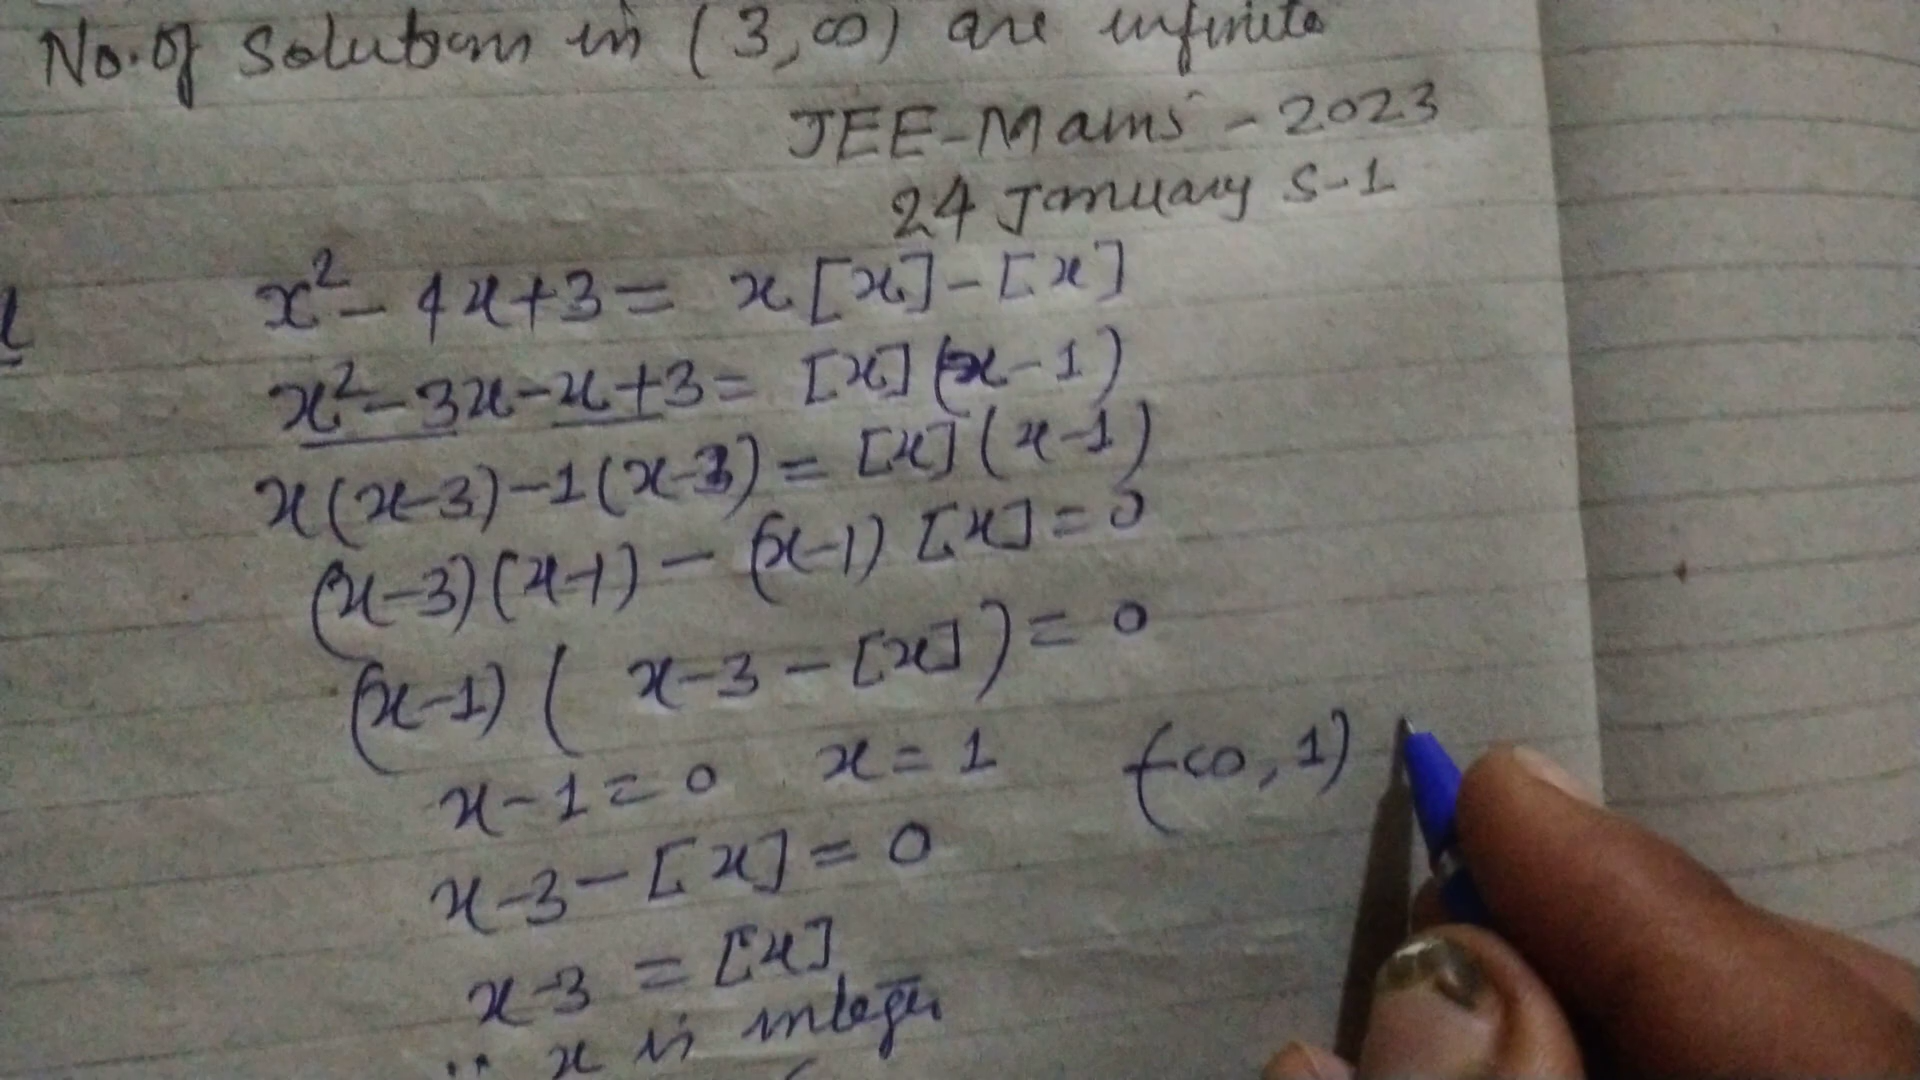 No. of Solutions in (3, ∞) are infinite
JEE-Mains - 2023
24 January S-1
x² - 4x + 3 = x [x] - [x]
x² - 3x - x + 3 = [x] (x - 1)
x(x-3) - 1(x-3) = [x] (x-1)
(x-3)(x-1) - (x-1) [x] = 0
(x-1) ( x-3 - [x] ) = 0
x-1 = 0 x = 1 (-∞, 1)
x-3 - [x] = 0
x-3 = [x]
∵ x is integer